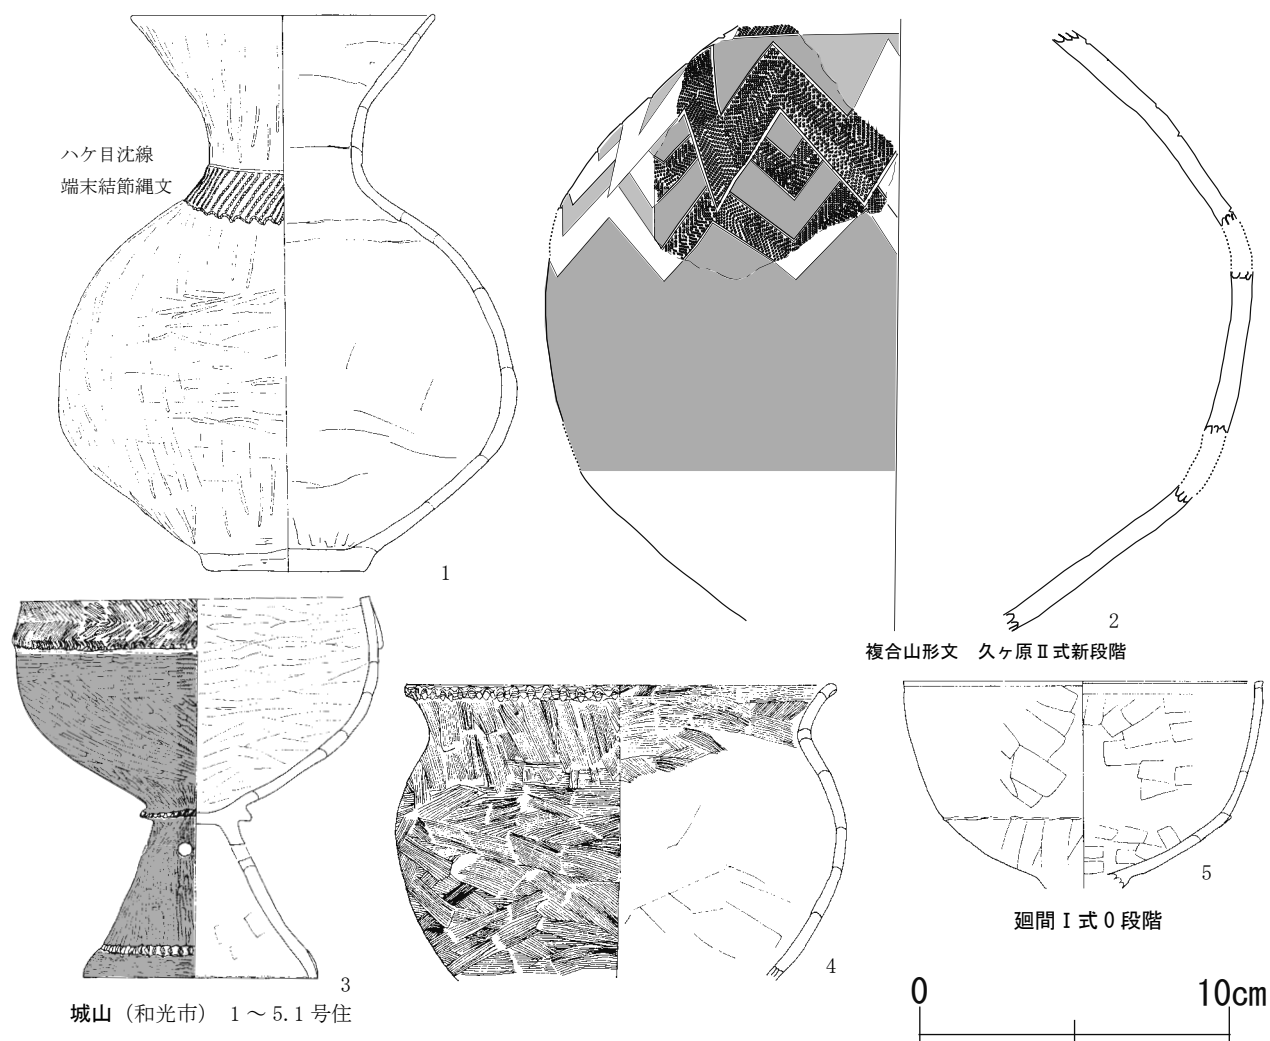 ハケ目沈線
端末結節縄文
1
2
複合山形文　久ヶ原Ⅱ式新段階
3
4
5
廻間Ⅰ式0段階
城山（和光市）　1～5.1号住
0　10cm